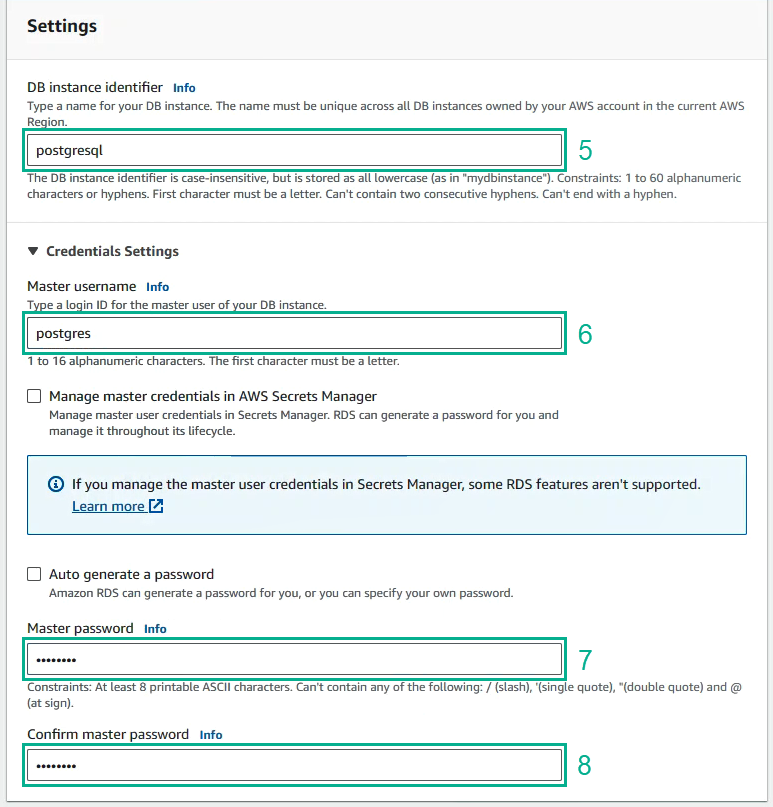 Settings
DB instance identifier Info
Type a name for your DB instance. The name must be unique across all DB instances owned by your AWS account in the current AWS
Region.
postgresql
5
The DB instance identifier is case-insensitive, but is stored as all lowercase (as in "mydbinstance"). Constraints: 1 to 60 alphanumeric
characters or hyphens. First character must be a letter. Can't contain two consecutive hyphens. Can't end with a hyphen.
Credentials Settings
Master username Info
Type a login ID for the master user of your DB instance.
postgres
6
1 to 16 alphanumeric characters. The first character must be a letter.
Manage master credentials in AWS Secrets Manager
Manage master user credentials in Secrets Manager. RDS can generate a password for you and
manage it throughout its lifecycle.
If you manage the master user credentials in Secrets Manager, some RDS features aren't supported.
Learn more
Auto generate a password
Amazon RDS can generate a password for you, or you can specify your own password.
Master password Info
••••••••
7
Constraints: At least 8 printable ASCII characters. Can't contain any of the following: / (slash), '(single quote), "(double quote) and @
(at sign).
Confirm master password Info
••••••••
8